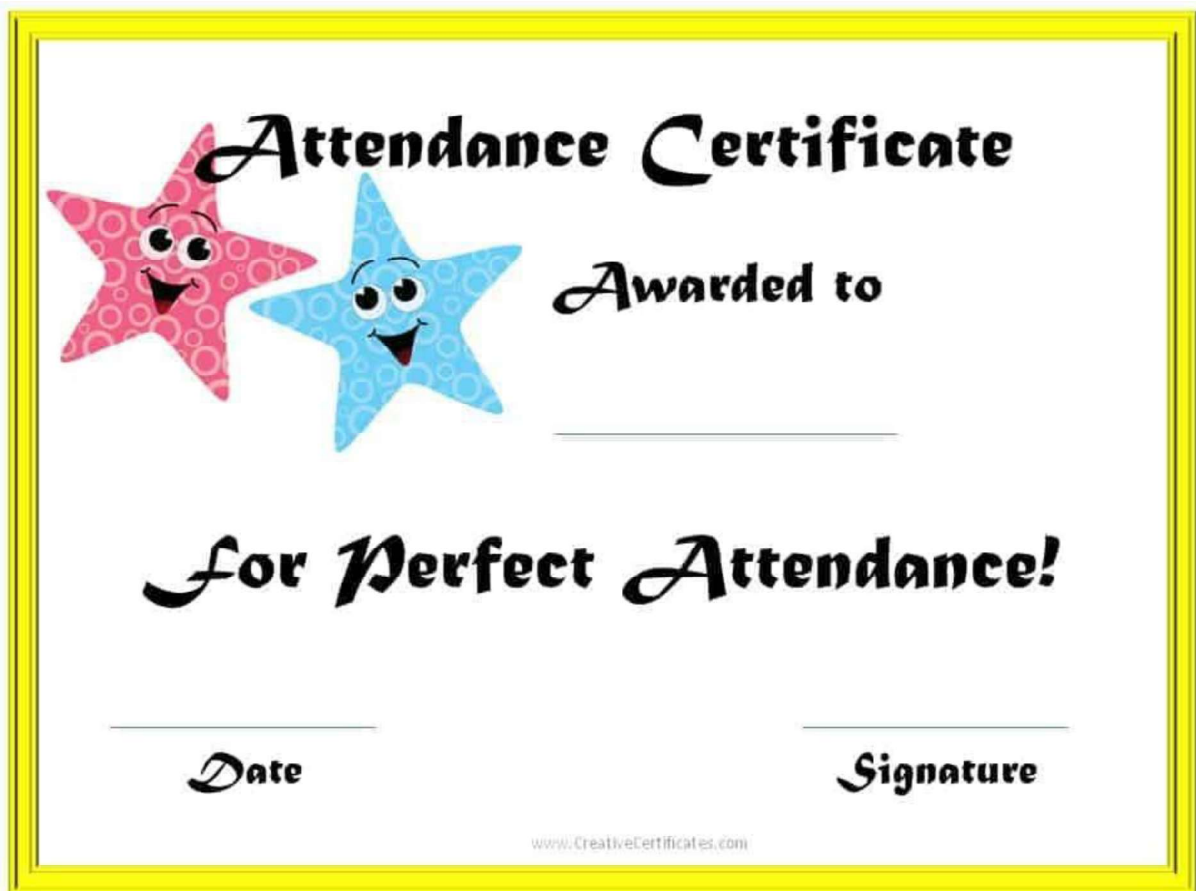 Attendance Certificate
Awarded to
For Perfect Attendance!
Date
Signature
www.CreativeCertificates.com